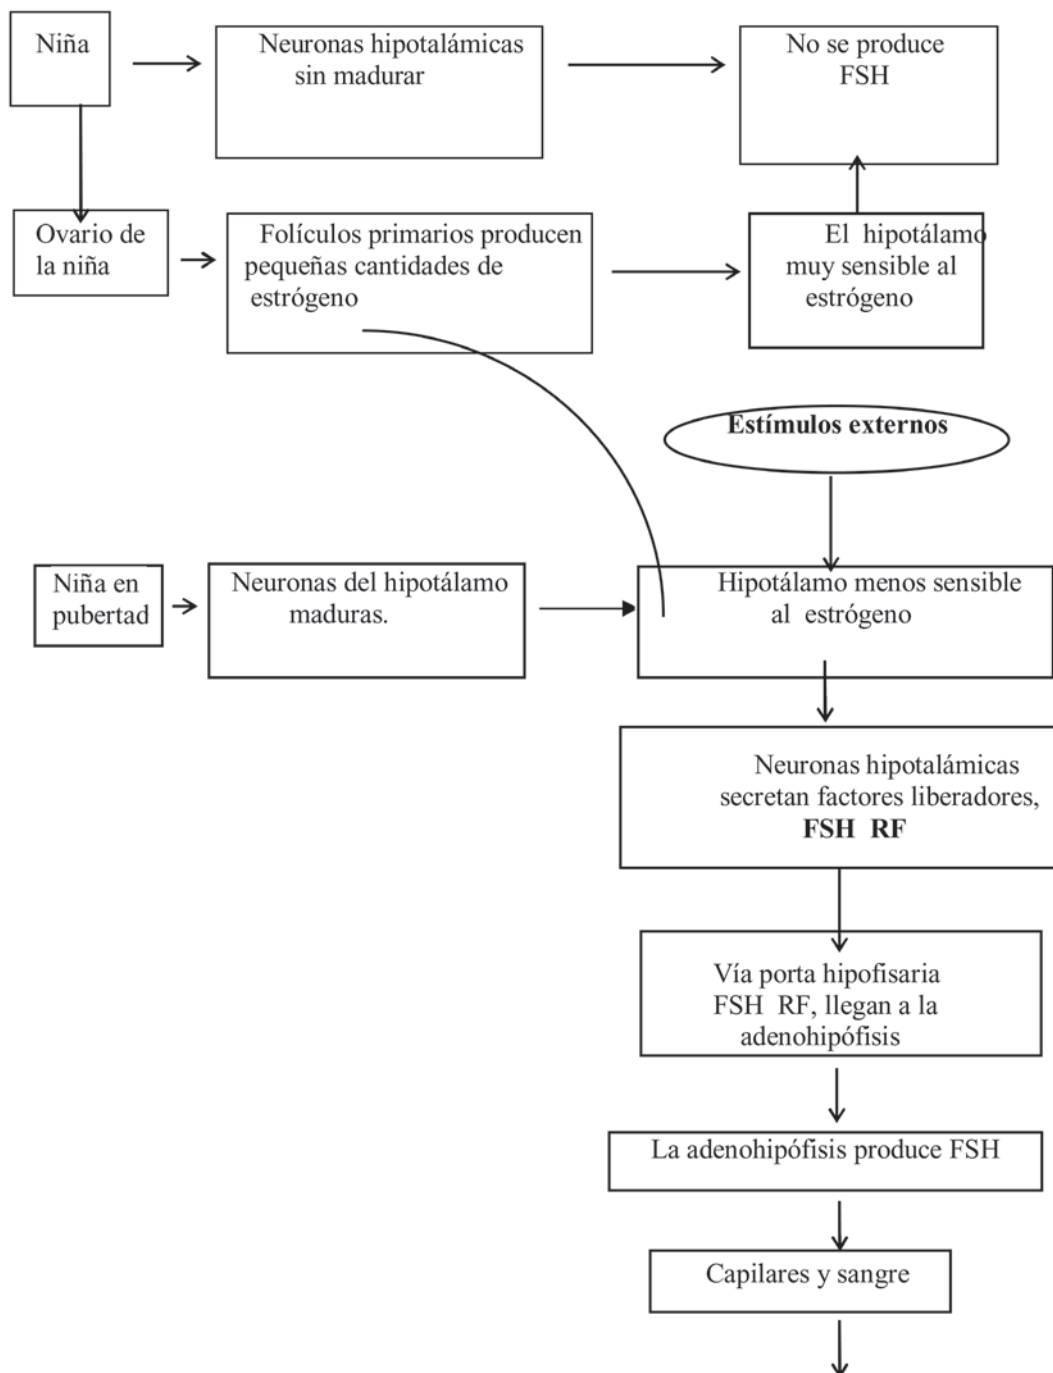 Niña
Neuronas hipotalámicas
sin madurar
No se produce
FSH
Ovario de
la niña
Folículos primarios producen
pequeñas cantidades de
estrógeno
El hipotálamo
muy sensible al
estrógeno
Estímulos externos
Niña en
pubertad
Neuronas del hipotálamo
maduras.
Hipotálamo menos sensible
al estrógeno
Neuronas hipotalámicas
secretan factores liberadores,
FSH RF
Vía porta hipofisaria
FSH RF, llegan a la
adenohipófisis
La adenohipófisis produce FSH
Capilares y sangre